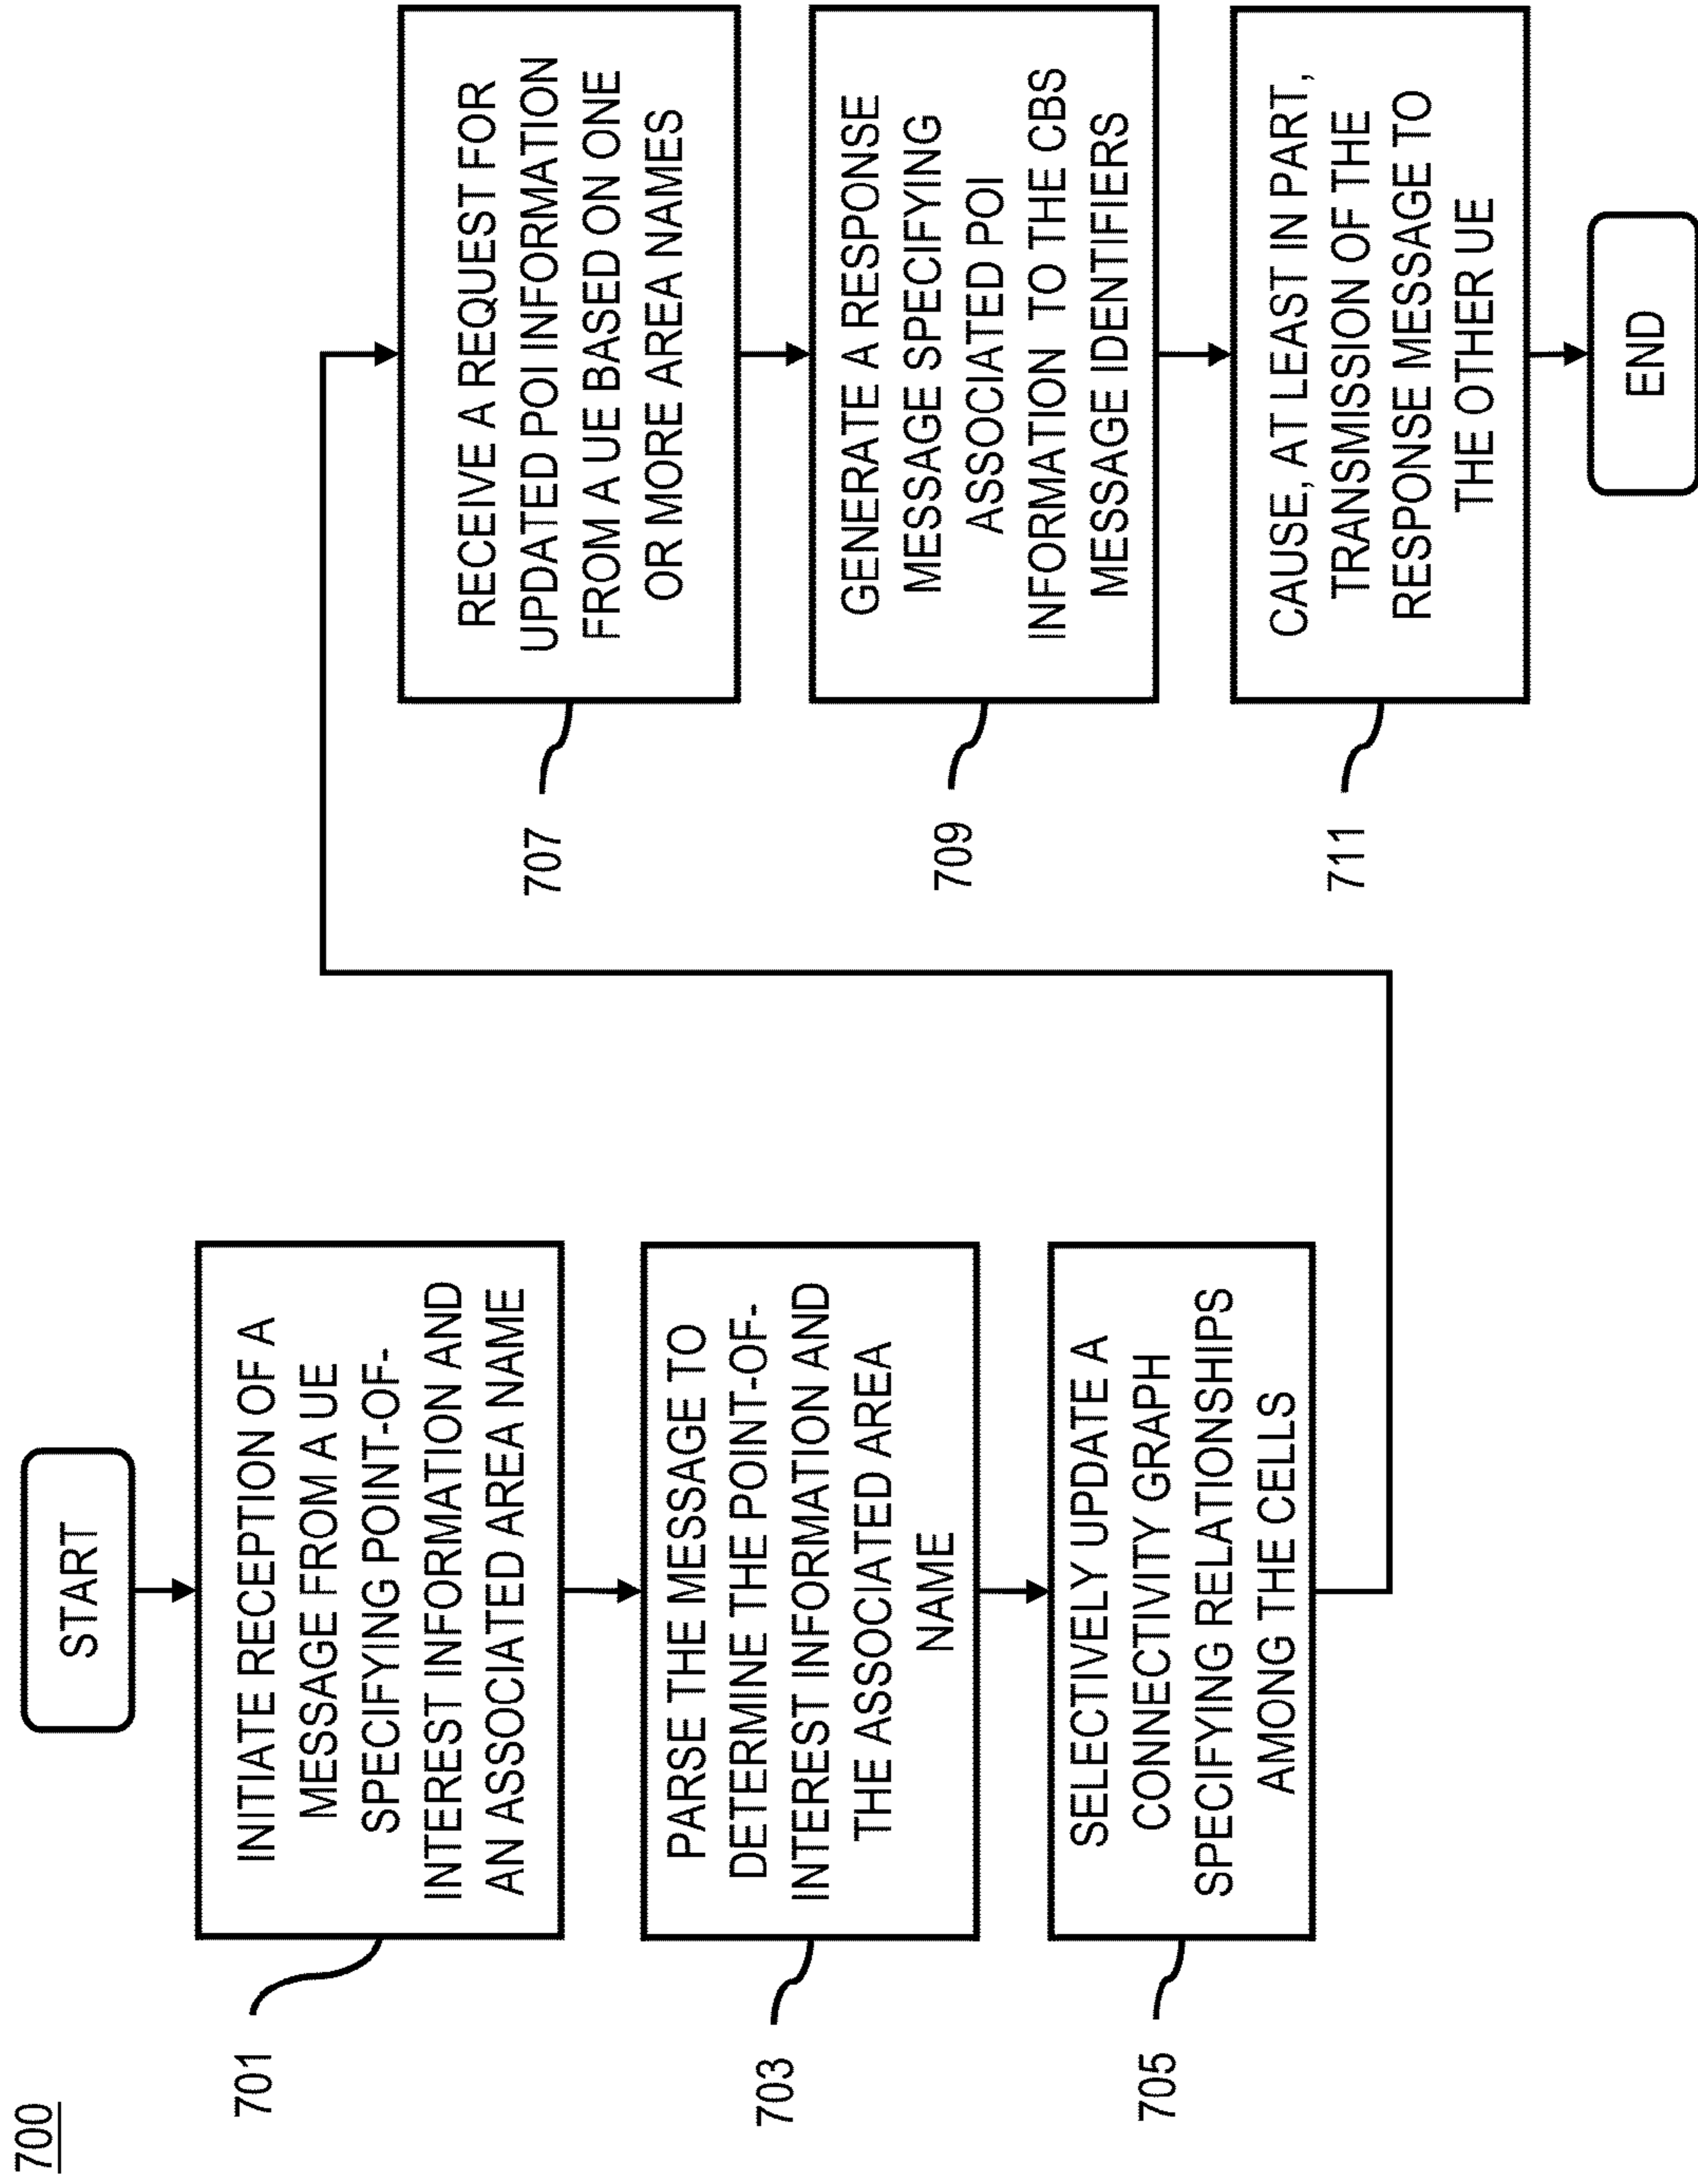 700
START
701
INITIATE RECEPTION OF A
MESSAGE FROM A UE
SPECIFYING POINT-OF-
INTEREST INFORMATION AND
AN ASSOCIATED AREA NAME
703
PARSE THE MESSAGE TO
DETERMINE THE POINT-OF-
INTEREST INFORMATION AND
THE ASSOCIATED AREA
NAME
705
SELECTIVELY UPDATE A
CONNECTIVITY GRAPH
SPECIFYING RELATIONSHIPS
AMONG THE CELLS
707
RECEIVE A REQUEST FOR
UPDATED POI INFORMATION
FROM A UE BASED ON ONE
OR MORE AREA NAMES
709
GENERATE A RESPONSE
MESSAGE SPECIFYING
ASSOCIATED POI
INFORMATION TO THE CBS
MESSAGE IDENTIFIERS
711
CAUSE, AT LEAST IN PART,
TRANSMISSION OF THE
RESPONSE MESSAGE TO
THE OTHER UE
END